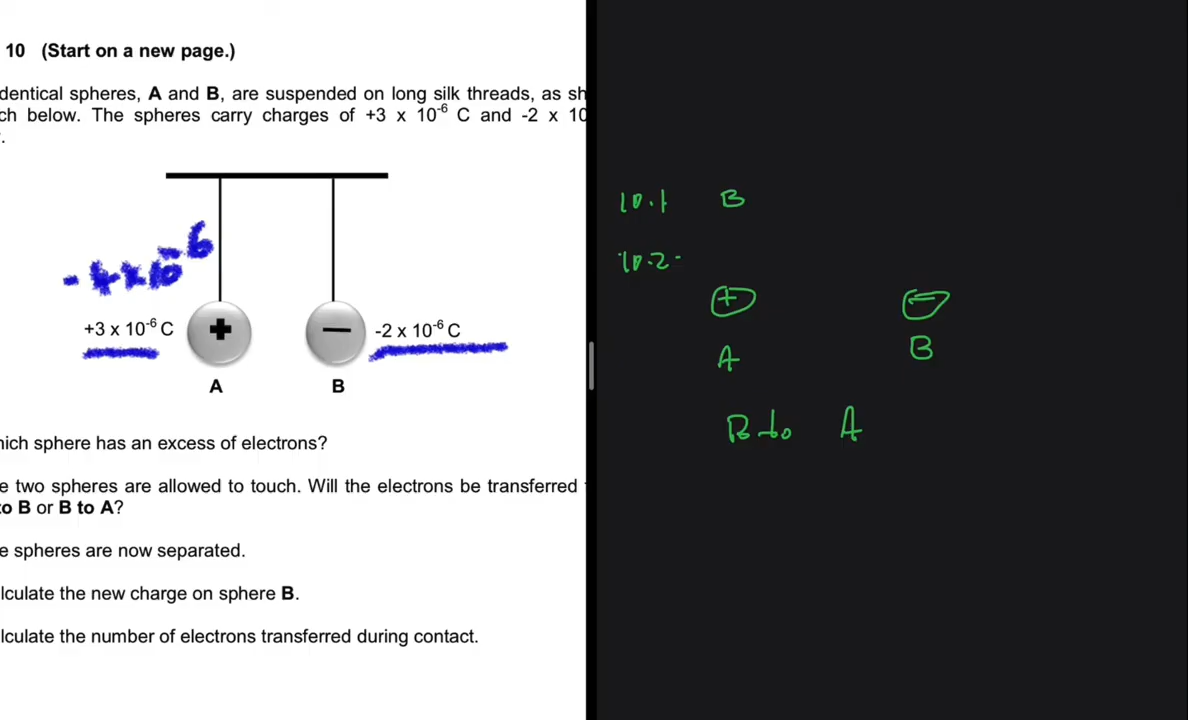 10 (Start on a new page.)
dentical spheres, A and B, are suspended on long silk threads, as sh
ch below. The spheres carry charges of +3 x 10⁻⁶ C and -2 x 10
.
-4x10⁻⁶
+3 x 10⁻⁶ C
+
-
-2 x 10⁻⁶ C
A
B
hich sphere has an excess of electrons?
e two spheres are allowed to touch. Will the electrons be transferred
to B or B to A?
e spheres are now separated.
lculate the new charge on sphere B.
lculate the number of electrons transferred during contact.
10.1 B
10.2.
+
-
A
B
B to A